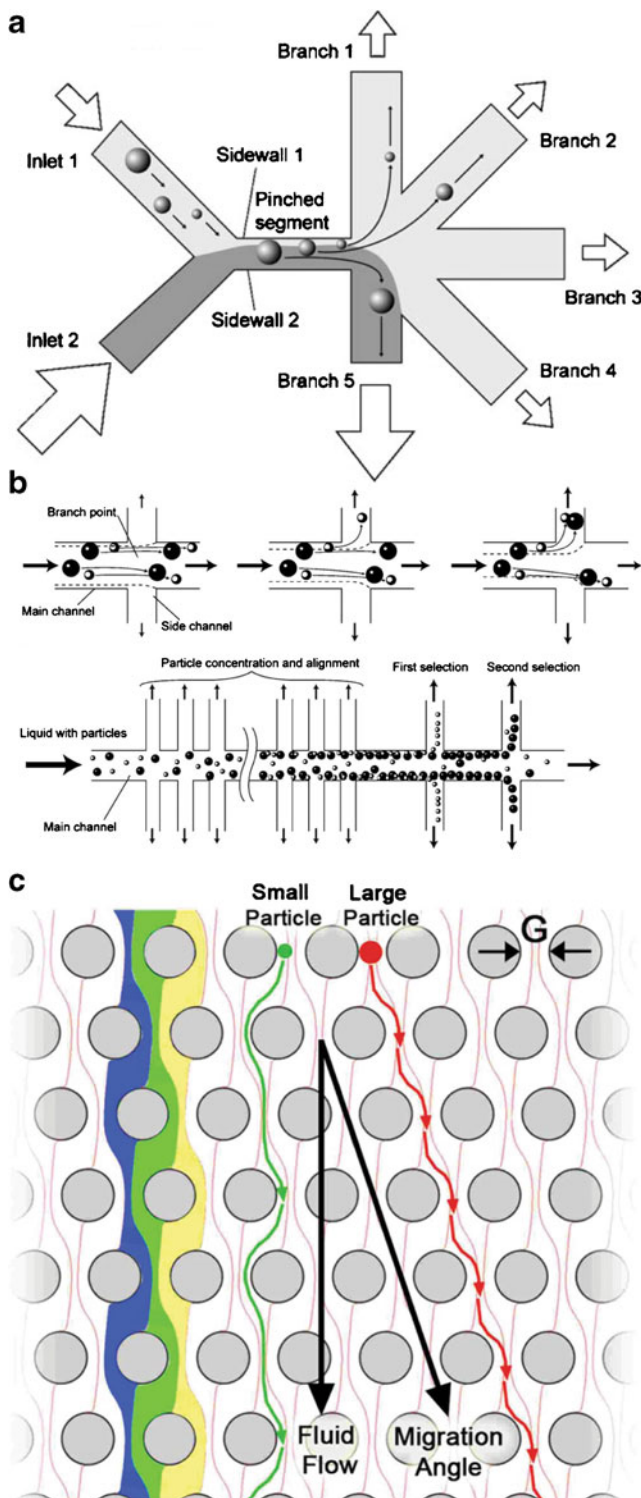 a
Branch 1
Inlet 1
Sidewall 1
Branch 2
Pinched
segment
Branch 3
Sidewall 2
Inlet 2
Branch 4
Branch 5
b
Branch point
Main channel
Side channel
Particle concentration and alignment
First selection
Second selection
Liquid with particles
Main channel
c
Small
Particle
Large
Particle
G
Fluid
Flow
Migration
Angle